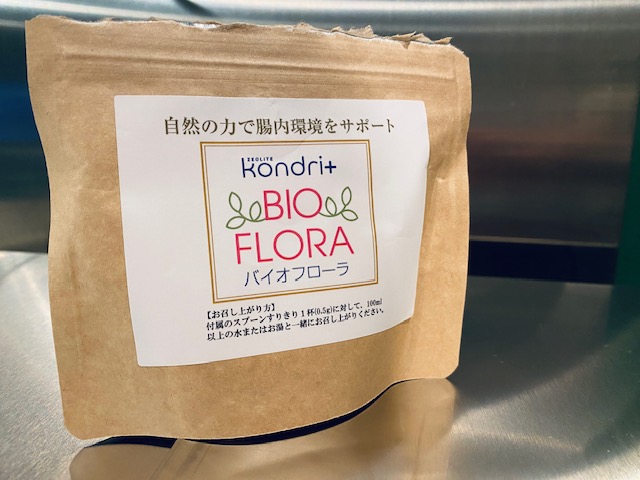 自然の力で腸内環境をサポート
ZEOLITE
Kondri+
BIO
FLORA
バイオフローラ
【お召し上がり方】
付属のスプーンすりきり1杯(0.5g)に対して、100ml
以上の水またはお湯と一緒にお召し上がりください。